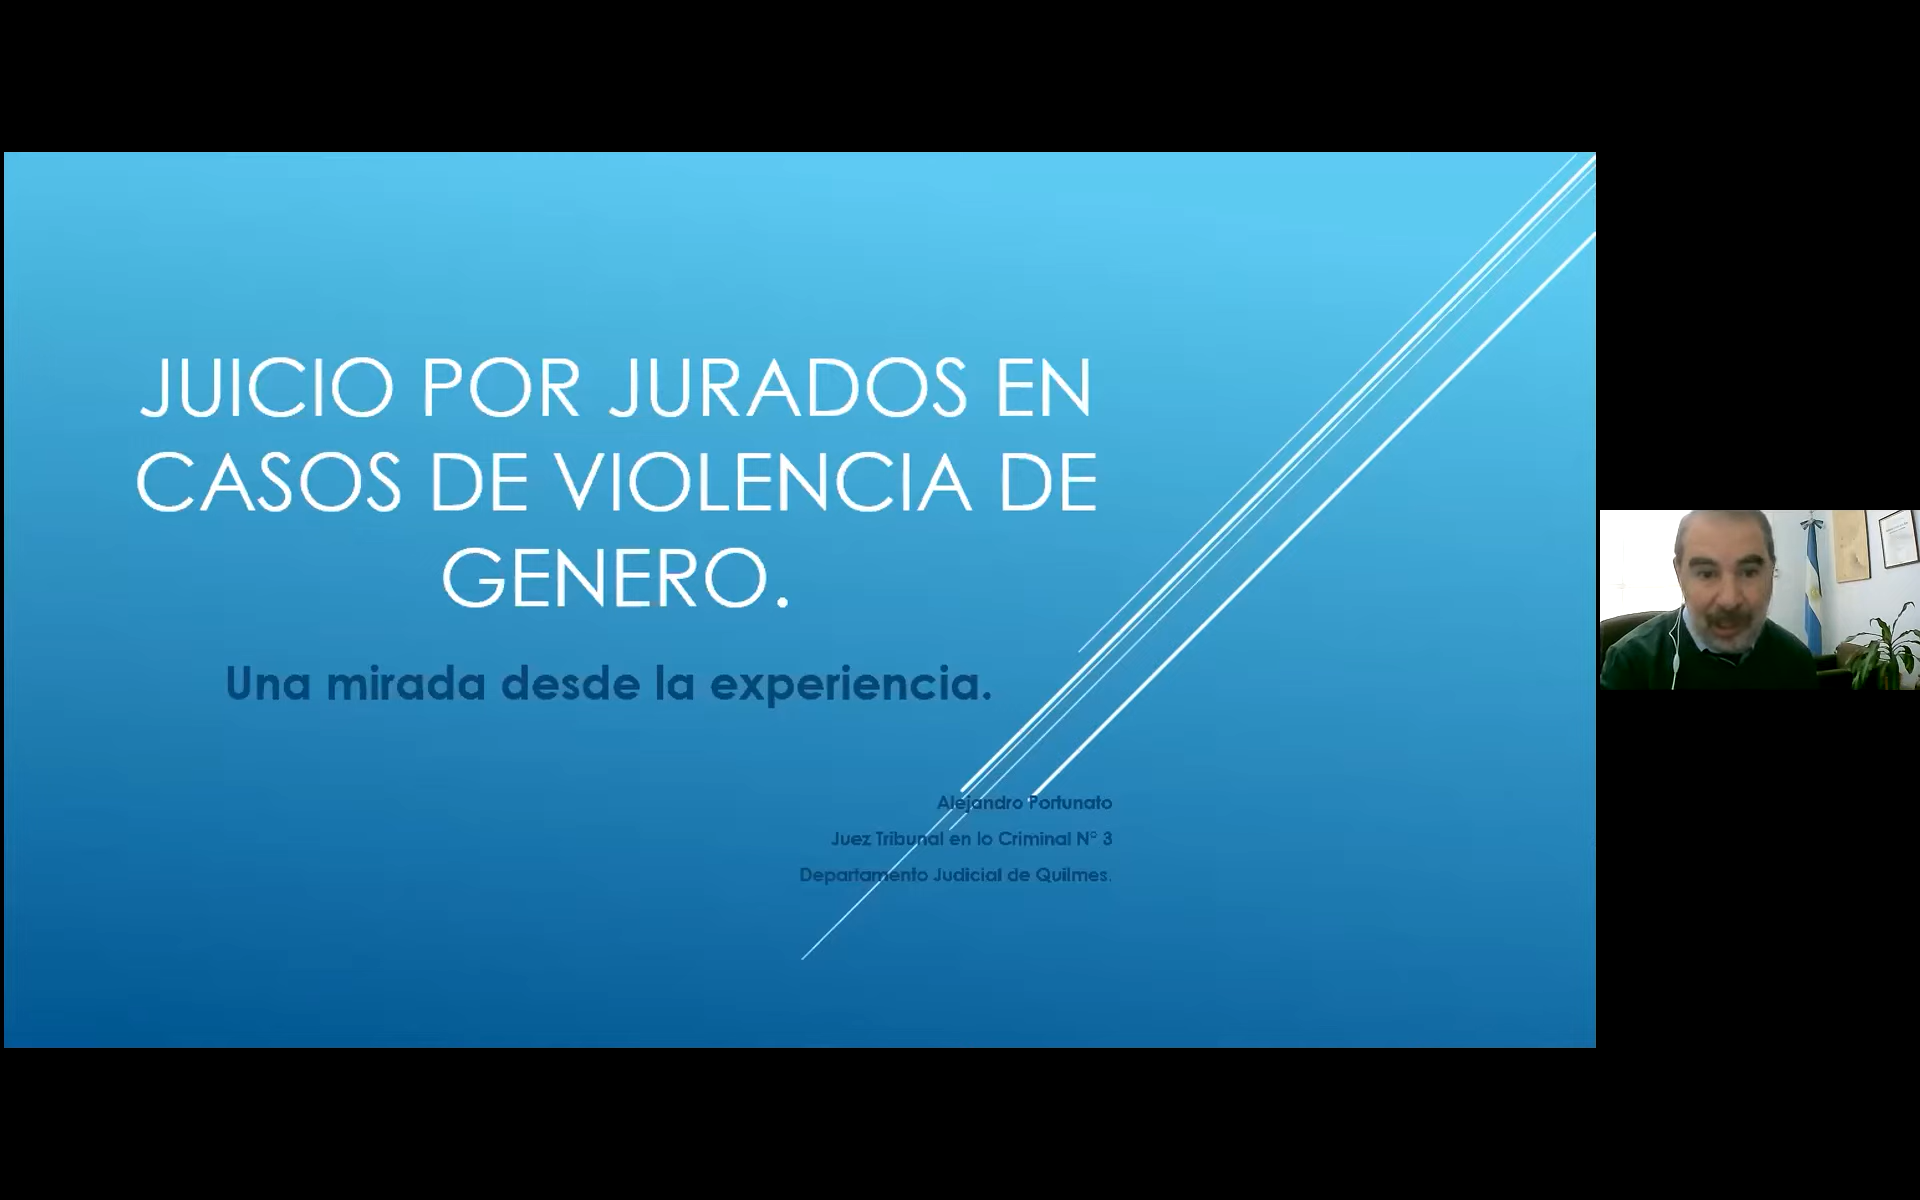 JUICIO POR JURADOS EN
CASOS DE VIOLENCIA DE
GENERO.
Una mirada desde la experiencia.
Alejandro Portunato
Juez Tribunal en lo Criminal N° 3
Departamento Judicial de Quilmes.